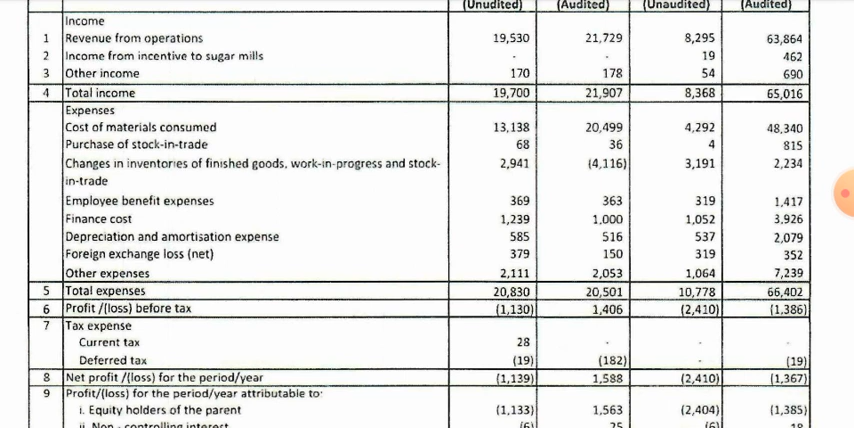 (Unudited) (Audited) (Unaudited) (Audited)
Income
1 Revenue from operations 19,530 21,729 8,295 63,864
2 Income from incentive to sugar mills - - 19 462
3 Other income 170 178 54 690
4 Total income 19,700 21,907 8,368 65,016
Expenses
Cost of materials consumed 13,138 20,499 4,292 48,340
Purchase of stock-in-trade 68 36 4 815
Changes in inventories of finished goods, work-in-progress and stock- 2,941 (4,116) 3,191 2,234
in-trade
Employee benefit expenses 369 363 319 1,417
Finance cost 1,239 1,000 1,052 3,926
Depreciation and amortisation expense 585 516 537 2,079
Foreign exchange loss (net) 379 150 319 352
Other expenses 2,111 2,053 1,064 7,239
5 Total expenses 20,830 20,501 10,778 66,402
6 Profit /(loss) before tax (1,130) 1,406 (2,410) (1,386)
7 Tax expense
Current tax 28 - - -
Deferred tax (19) (182) - (19)
8 Net profit /(loss) for the period/year (1,139) 1,588 (2,410) (1,367)
9 Profit/(loss) for the period/year attributable to:
i. Equity holders of the parent (1,133) 1,563 (2,404) (1,385)
ii. Non - controlling interest (6) 25 (6) 18